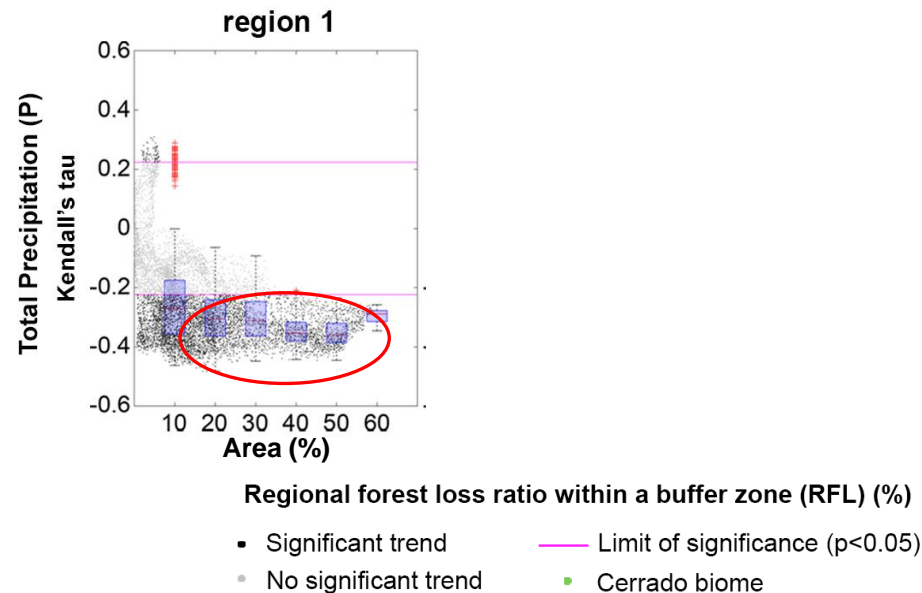 region 1
Total Precipitation (P)
Kendall's tau
0.6
0.4
0.2
0
-0.2
-0.4
-0.6
10 20 30 40 50 60
Area (%)
Regional forest loss ratio within a buffer zone (RFL) (%)
Significant trend
Limit of significance (p<0.05)
No significant trend
Cerrado biome